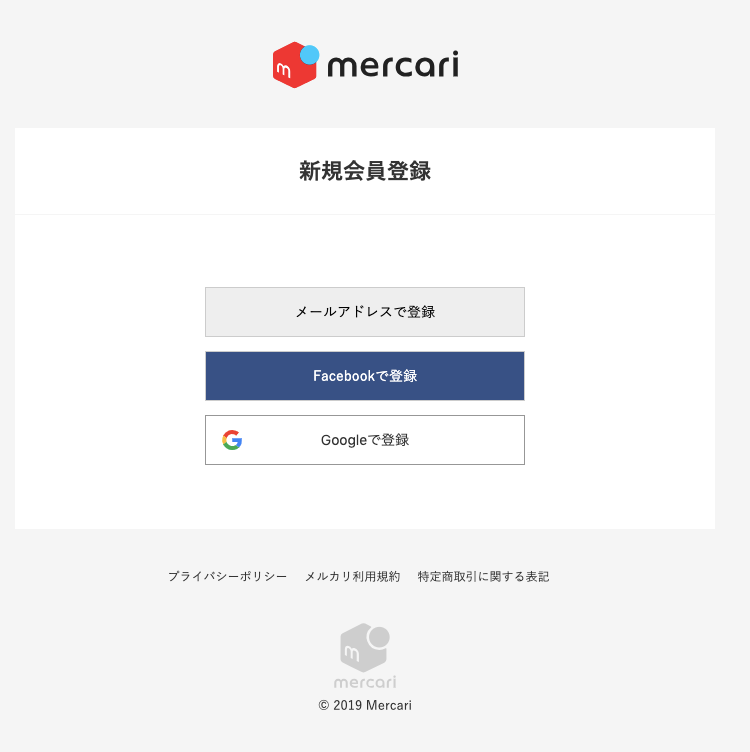 m mercari
新規会員登録
メールアドレスで登録
Facebookで登録
G Googleで登録
プライバシーポリシー メルカリ利用規約 特定商取引に関する表記
m
mercari
© 2019 Mercari